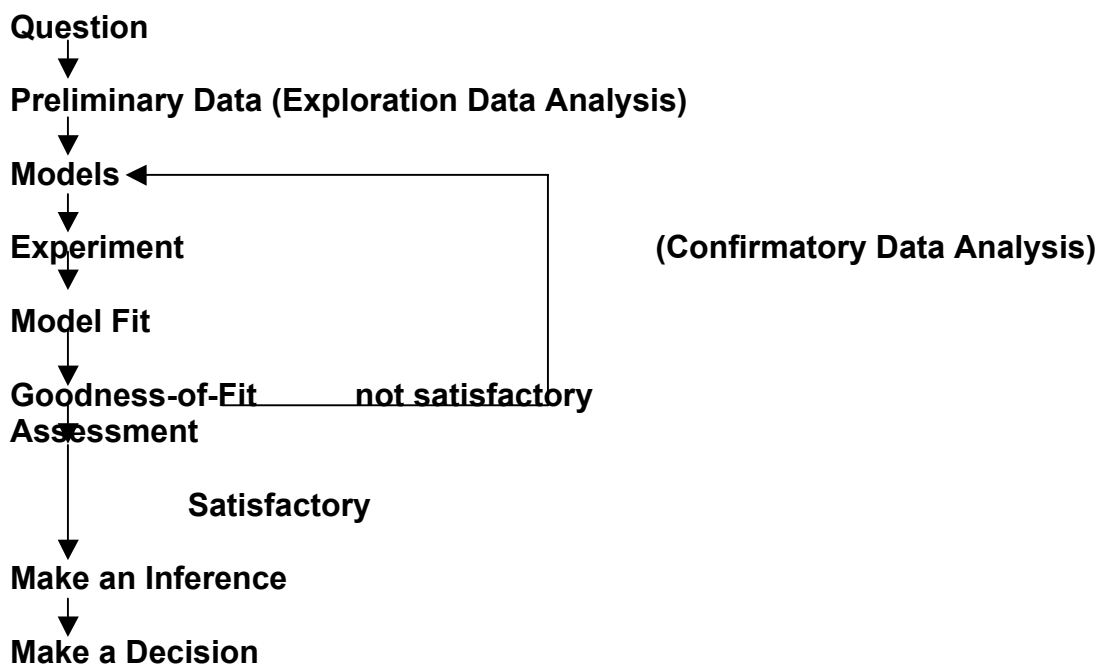 Question
Preliminary Data (Exploration Data Analysis)
Models
Experiment (Confirmatory Data Analysis)
Model Fit
Goodness-of-Fit not satisfactory
Assessment
Satisfactory
Make an Inference
Make a Decision